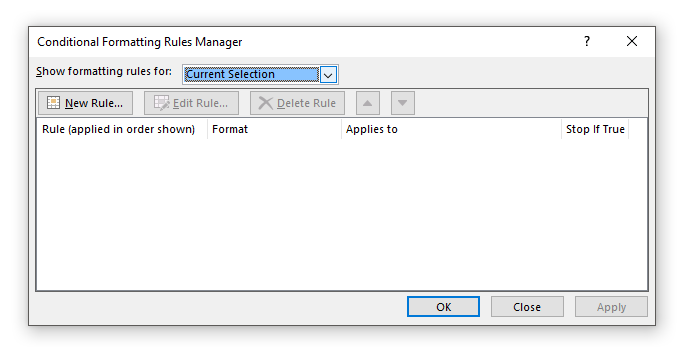 Conditional Formatting Rules Manager ?
Show formatting rules for: Current Selection
New Rule... Edit Rule... Delete Rule
Rule (applied in order shown) Format Applies to Stop If True
OK Close Apply